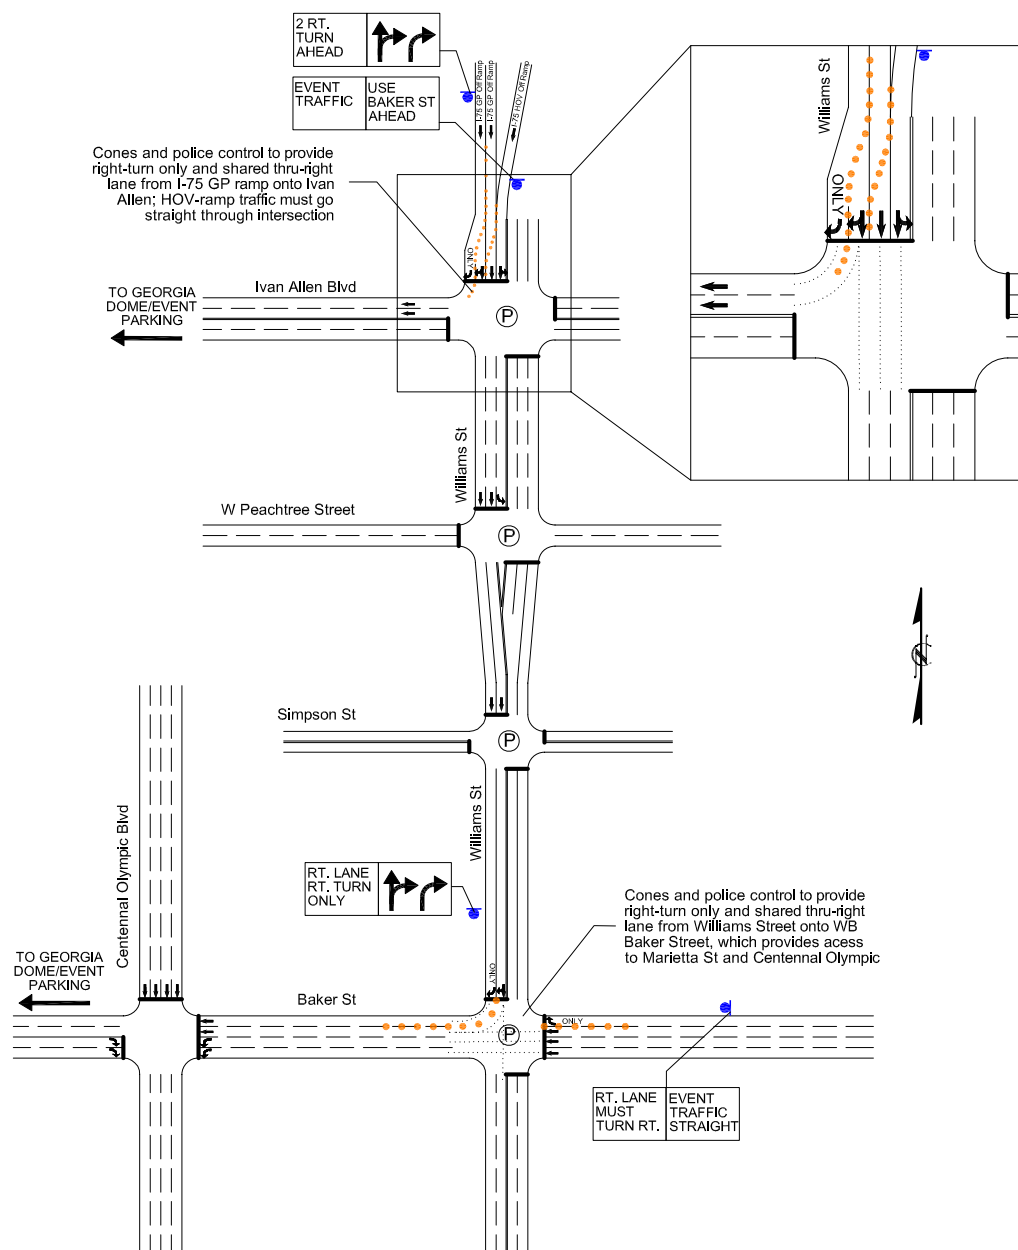 2 RT.
TURN
AHEAD
EVENT
TRAFFIC
USE
BAKER ST
AHEAD
I-75 GP Off Ramp
I-75 GP Off Ramp
I-75 HOV Off Ramp
Williams St
ONLY
Cones and police control to provide
right-turn only and shared thru-right
lane from I-75 GP ramp onto Ivan
Allen; HOV-ramp traffic must go
straight through intersection
ONLY
Ivan Allen Blvd
TO GEORGIA
DOME/EVENT
PARKING
P
Williams St
W Peachtree Street
P
Simpson St
P
Centennal Olympic Blvd
Williams St
RT. LANE
RT. TURN
ONLY
Cones and police control to provide
right-turn only and shared thru-right
lane from Williams Street onto WB
Baker Street, which provides acess
to Marietta St and Centennal Olympic
TO GEORGIA
DOME/EVENT
PARKING
ONLY
Baker St
ONLY
P
RT. LANE
MUST
TURN RT.
EVENT
TRAFFIC
STRAIGHT